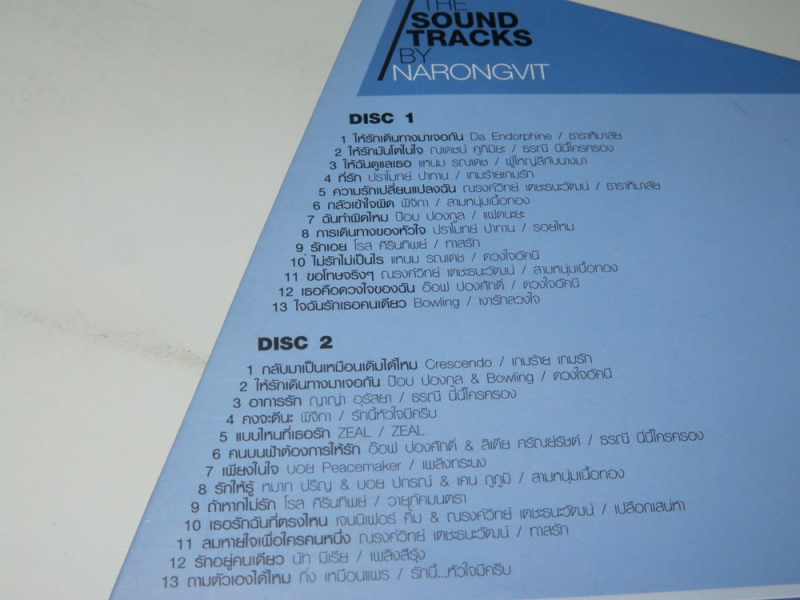 THE
SOUND
TRACKS
BY
NARONGVIT
DISC 1
1 ให้รักเดินทางมาเจอกัน Da Endorphine / ธาราหิมาลัย
2 ให้รักมันโตในใจ ณเดชน์ คูกิมิยะ / ธรณี นี่นี้ใครครอง
3 ให้ฉันดูแลเธอ แหนม รณเดช / ผู้ใหญ่ลีกับนางมา
4 ที่รัก ปราโมทย์ ปาทาน / เกมร้ายเกมรัก
5 ความรักเปลี่ยนแปลงฉัน ณรงค์วิทย์ เตชะธนะวัฒน์ / ธาราหิมาลัย
6 กลัวเข้าใจผิด พิจิกา / สามหนุ่มเนื้อทอง
7 ฉันทำผิดไหม ป๊อบ ปองกูล / แฟดนะยะ
8 การเดินทางของหัวใจ ปราโมทย์ ปาทาน / รอยไหม
9 รักเอย โรส ศิรินทิพย์ / ทาสรัก
10 ไม่รักไม่เป็นไร แหนม รณเดช / ดวงใจอัคนี
11 ขอโทษจริงๆ ณรงค์วิทย์ เตชะธนะวัฒน์ / สามหนุ่มเนื้อทอง
12 เธอคือดวงใจของฉัน อ๊อฟ ปองศักดิ์ / ดวงใจอัคนี
13 ใจฉันรักเธอคนเดียว Bowling / เงารักลวงใจ
DISC 2
1 กลับมาเป็นเหมือนเดิมได้ไหม Crescendo / เกมร้าย เกมรัก
2 ให้รักเดินทางมาเจอกัน ป๊อบ ปองกูล & Bowling / ดวงใจอัคนี
3 อาการรัก ญาญ่า อุรัสยา / ธรณี นี่นี้ใครครอง
4 คงจะดีนะ พิจิกา / รักนี้หัวใจมีครีบ
5 แบบไหนที่เธอรัก ZEAL / ZEAL
6 คนบนฟ้าต้องการให้รัก อ๊อฟ ปองศักดิ์ & ลิเดีย ศรัณย์รัชต์ / ธรณี นี่นี้ใครครอง
7 เพียงในใจ บอย Peacemaker / เพลิงทระนง
8 รักให้รู้ หมาก ปริญ & บอย ปกรณ์ & เคน ภูภูมิ / สามหนุ่มเนื้อทอง
9 ถ้าหากไม่รัก โรส ศิรินทิพย์ / วายุภัคมนตรา
10 เธอรักฉันที่ตรงไหน เจนนิเฟอร์ คิ้ม & ณรงค์วิทย์ เตชะธนะวัฒน์ / เปลือกเสน่หา
11 ลมหายใจเพื่อใครคนหนึ่ง ณรงค์วิทย์ เตชะธนะวัฒน์ / ทาสรัก
12 รักอยู่คนเดียว นัท มีเรีย / เพลิงสีรุ้ง
13 ถามตัวเองได้ไหม กิ่ง เหมือนแพร / รักนี้...หัวใจมีครีบ